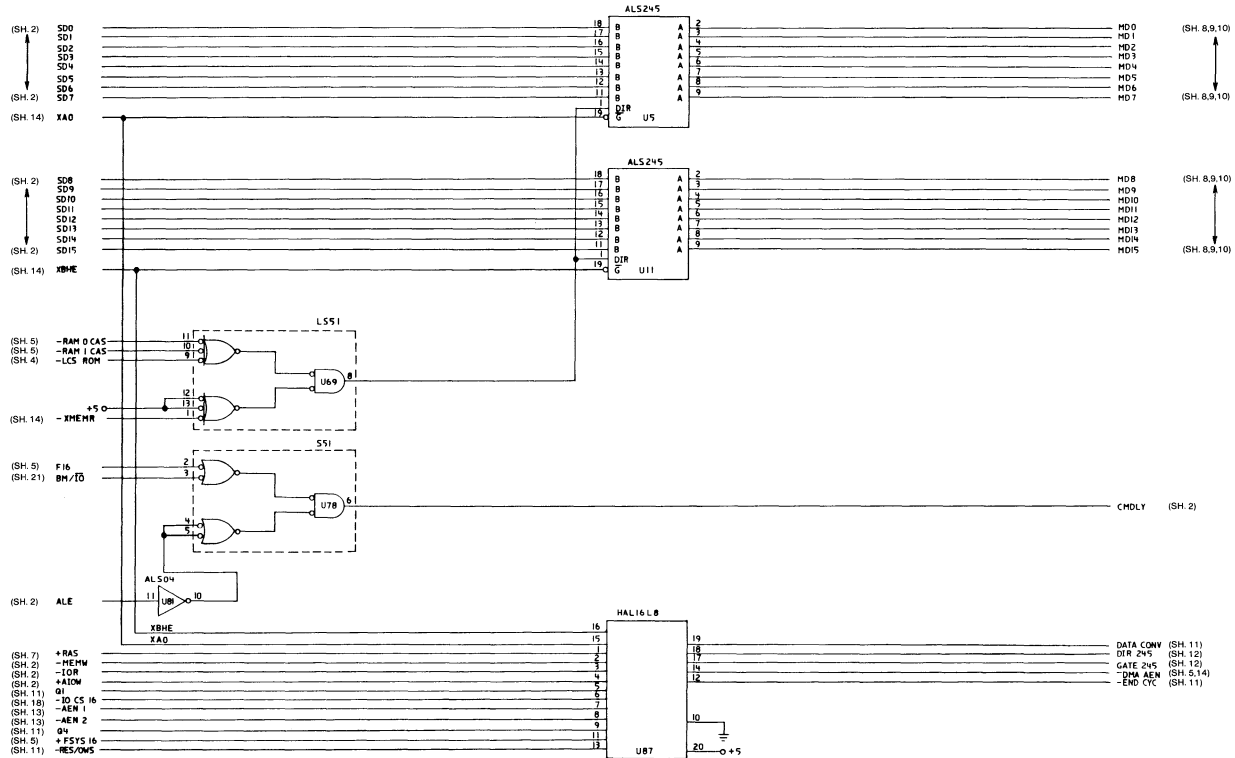 ALS245
(SH. 2) SD0 18 B A 2 MD0 (SH. 8,9,10)
SD1 17 B A 3 MD1
SD2 16 B A 4 MD2
SD3 15 B A 5 MD3
SD4 14 B A 6 MD4
SD5 13 B A 7 MD5
SD6 12 B A 8 MD6
(SH. 2) SD7 11 B A 9 MD7 (SH. 8,9,10)
1 DIR
(SH. 14) XA0 19 G U5
ALS245
(SH. 2) SD8 18 B A 2 MD8 (SH. 8,9,10)
SD9 17 B A 3 MD9
SD10 16 B A 4 MD10
SD11 15 B A 5 MD11
SD12 14 B A 6 MD12
SD13 13 B A 7 MD13
SD14 12 B A 8 MD14
(SH. 2) SD15 11 B A 9 MD15 (SH. 8,9,10)
1 DIR
(SH. 14) XBHE 19 G U11
LS51
(SH. 5) -RAM 0 CAS 11
(SH. 5) -RAM 1 CAS 10
(SH. 4) -LCS ROM 9
U69 8
12
+5 13
(SH. 14) -XMEMR 1
S51
(SH. 5) F16 2
(SH. 21) BM/IO 3
U78 6 CMDLY (SH. 2)
4
5
ALS04
(SH. 2) ALE 11 U81 10
HAL16L8
XBHE 16
XA0 15 19 DATA CONV (SH. 11)
(SH. 7) +RAS 1 18 DIR 245 (SH. 12)
(SH. 2) -MEMW 2 17 GATE 245 (SH. 12)
(SH. 2) -IOR 3 14 -DMA AEN (SH. 5,14)
(SH. 2) +AIOW 4 12 -END CYC (SH. 11)
(SH. 11) Q1 5
(SH. 18) -IO CS 16 6
(SH. 13) -AEN 1 7
(SH. 13) -AEN 2 8 10
(SH. 11) Q4 9
(SH. 5) +FSYS 16 11
(SH. 11) -RES/OWS 13 U87 20 +5